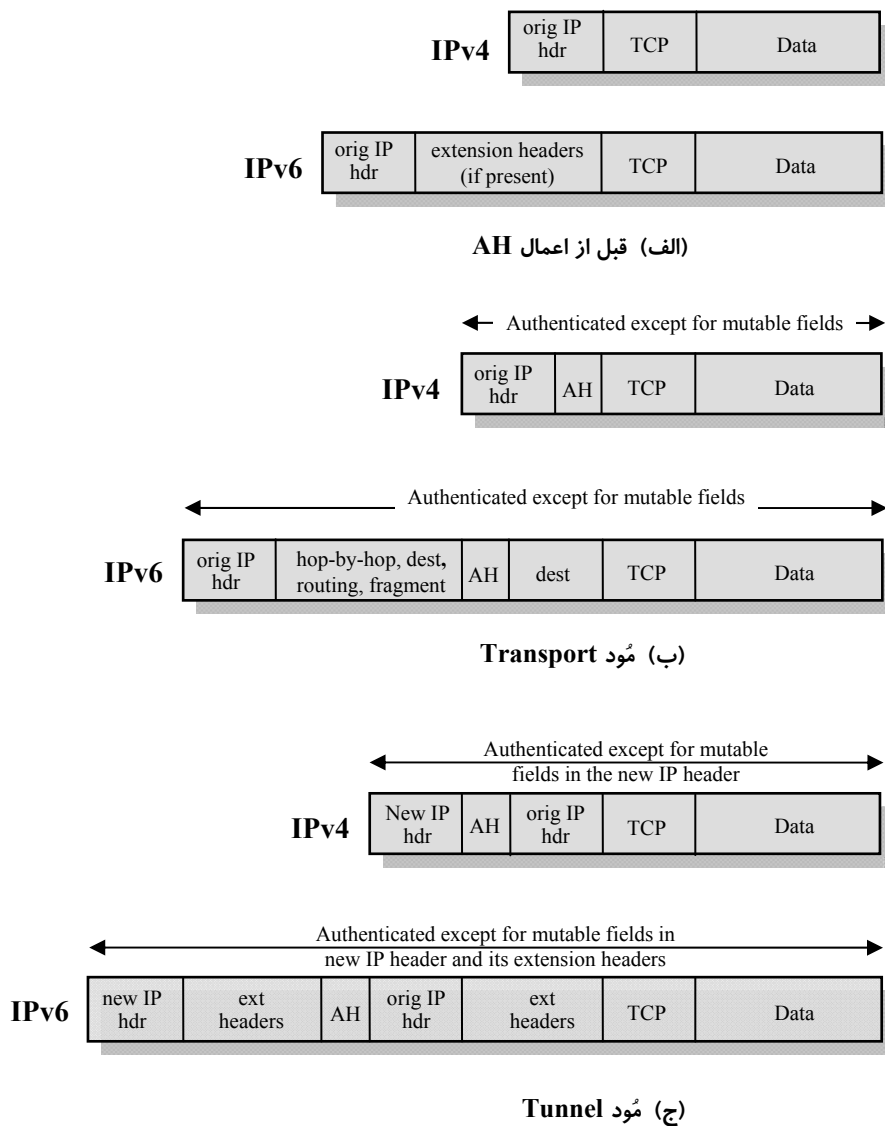 IPv4
orig IP
hdr
TCP
Data
IPv6
orig IP
hdr
extension headers
(if present)
TCP
Data
(الف) قبل از اعمال AH
Authenticated except for mutable fields
IPv4
orig IP
hdr
AH
TCP
Data
Authenticated except for mutable fields
IPv6
orig IP
hdr
hop-by-hop, dest,
routing, fragment
AH
dest
TCP
Data
(ب) مُود Transport
Authenticated except for mutable
fields in the new IP header
IPv4
New IP
hdr
AH
orig IP
hdr
TCP
Data
Authenticated except for mutable fields in
new IP header and its extension headers
IPv6
new IP
hdr
ext
headers
AH
orig IP
hdr
ext
headers
TCP
Data
(ج) مُود Tunnel